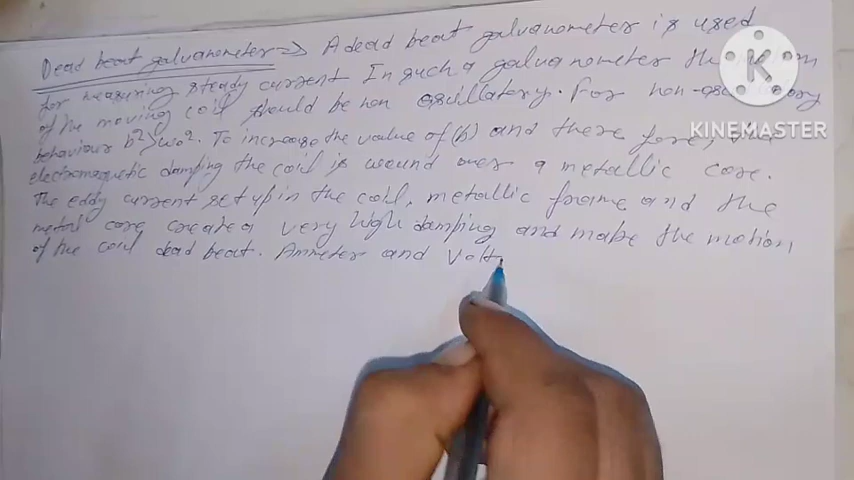 Dead beat galvanometer => A dead beat galvanometer is used
for measuring steady current In such a galvanometer the
of the moving coil should be non oscillatory. For non-oscillatory
behaviour b²>ω₀². To increase the value of (b) and there fore, the
electromagnetic damping the coil is wound over a metallic core.
The eddy current set up in the coil, metallic frame and the
metal core create a very high damping and make the motion
of the coil dead beat. Ammeter and Volt
KINEMASTER